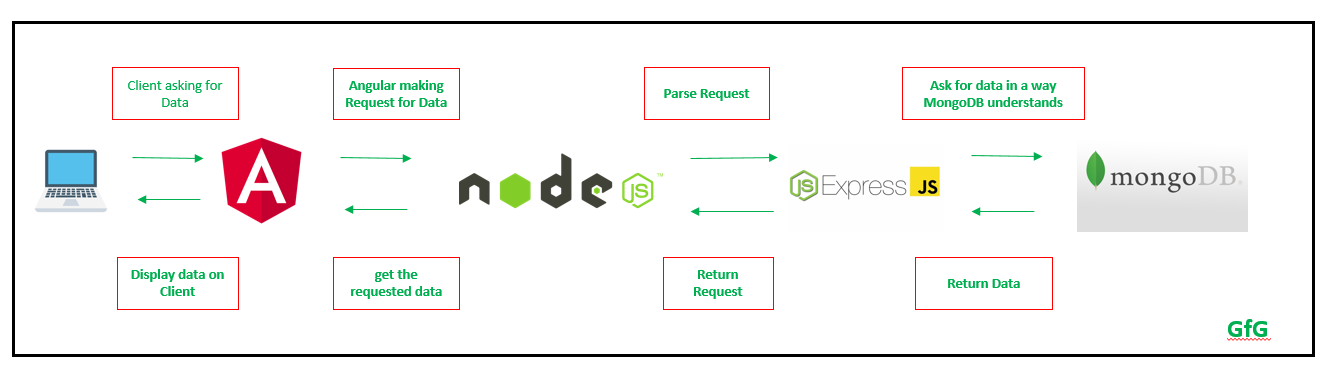 Client asking for
Data
Angular making
Request for Data
Parse Request
Ask for data in a way
MongoDB understands
A
node
JS
™
JS Express JS
mongoDB®
Display data on
Client
get the
requested data
Return
Request
Return Data
GfG